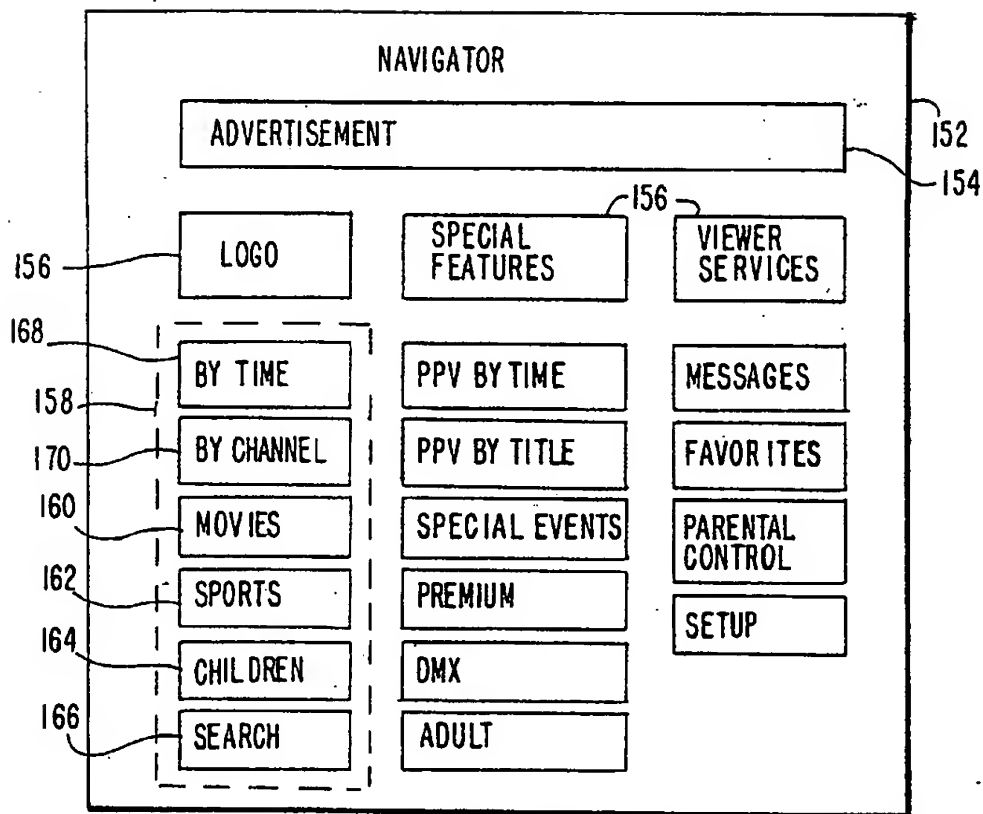 NAVIGATOR
ADVERTISEMENT
152
154
156
156
LOGO
SPECIAL
FEATURES
VIEWER
SERVICES
168
158
170
160
162
164
166
BY TIME
BY CHANNEL
MOVIES
SPORTS
CHILDREN
SEARCH
PPV BY TIME
PPV BY TITLE
SPECIAL EVENTS
PREMIUM
DMX
ADULT
MESSAGES
FAVORITES
PARENTAL
CONTROL
SETUP